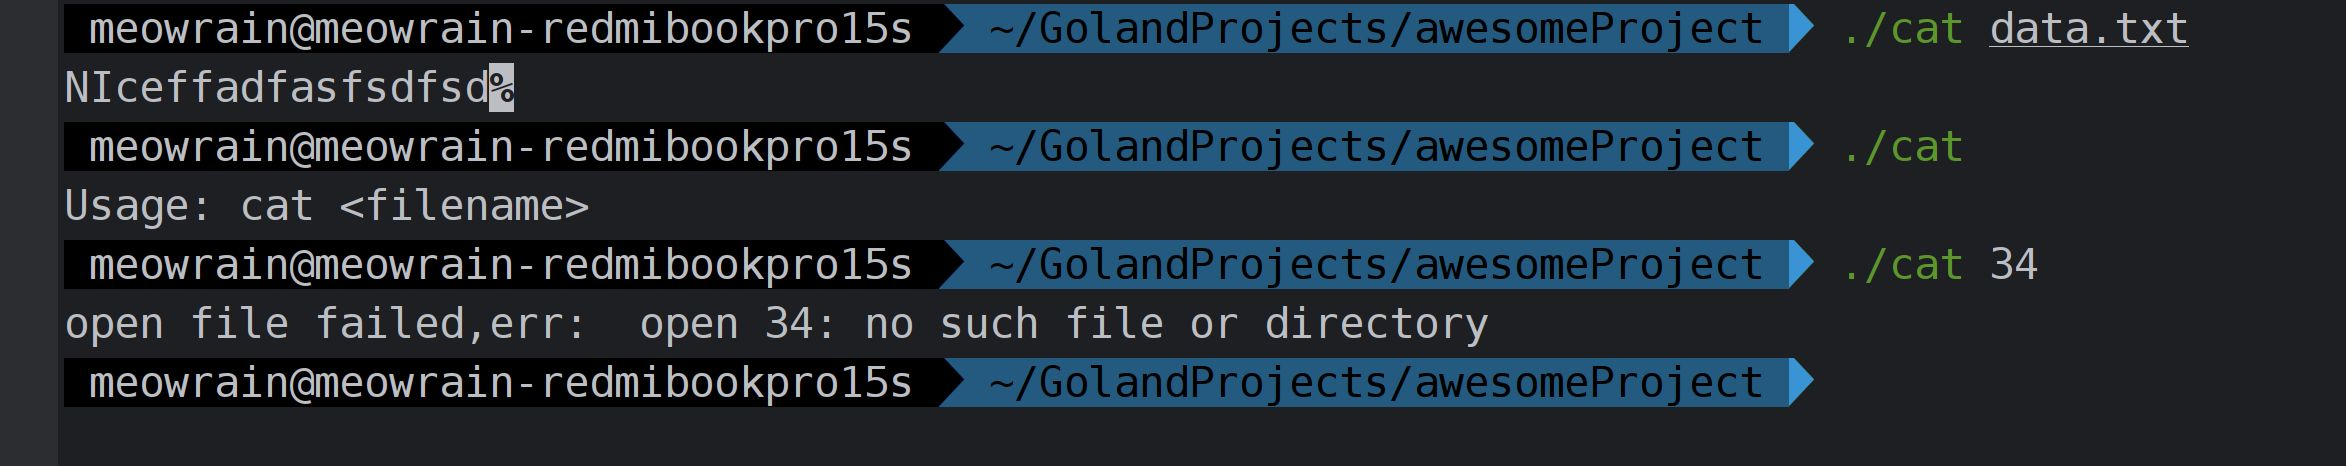 meowrain@meowrain-redmibookpro15s ~/GolandProjects/awesomeProject ./cat data.txt
NIceffadfasfsdfsd%
meowrain@meowrain-redmibookpro15s ~/GolandProjects/awesomeProject ./cat
Usage: cat <filename>
meowrain@meowrain-redmibookpro15s ~/GolandProjects/awesomeProject ./cat 34
open file failed,err:  open 34: no such file or directory
meowrain@meowrain-redmibookpro15s ~/GolandProjects/awesomeProject